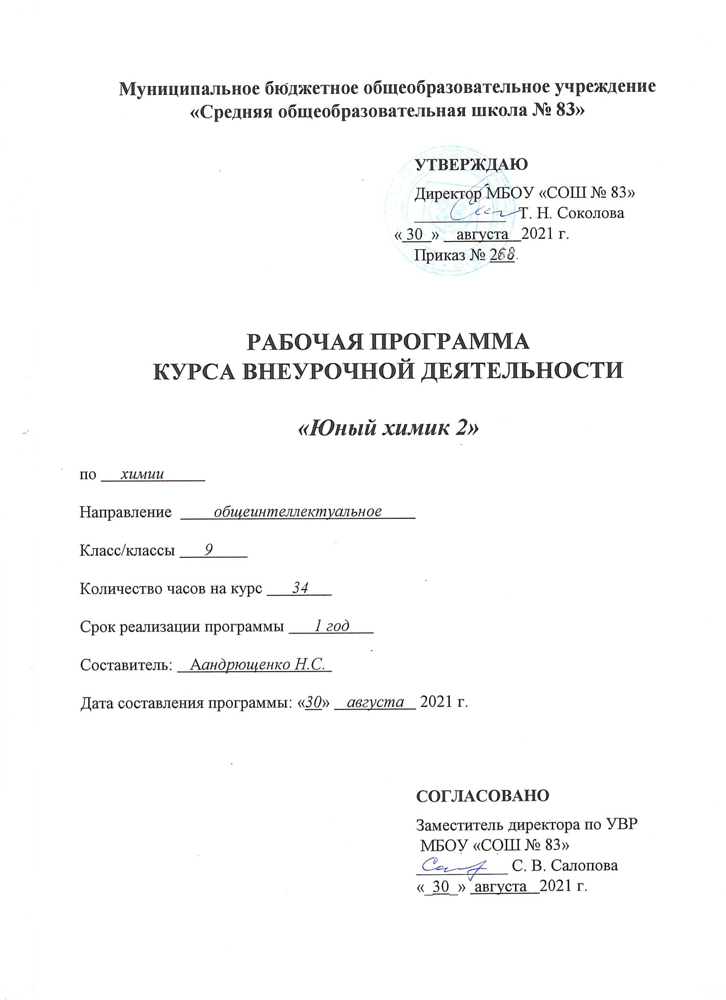 Муниципальное бюджетное общеобразовательное учреждение
«Средняя общеобразовательная школа № 83»
УТВЕРЖДАЮ
Директор МБОУ «СОШ № 83»
Т. Н. Соколова
«30» августа 2021 г.
Приказ № 268.
РАБОЧАЯ ПРОГРАММА
КУРСА ВНЕУРОЧНОЙ ДЕЯТЕЛЬНОСТИ
«Юный химик 2»
по химии
Направление общеинтеллектуальное
Класс/классы 9
Количество часов на курс 34
Срок реализации программы 1 год
Составитель: Аандрющенко Н.С.
Дата составления программы: «30» августа 2021 г.
СОГЛАСОВАНО
Заместитель директора по УВР
МБОУ «СОШ № 83»
С. В. Салопова
«_30_» августа 2021 г.